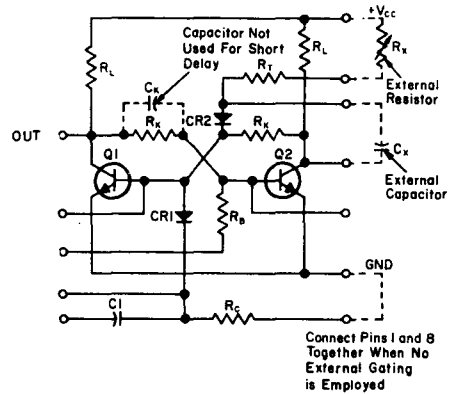 +VCC
Capacitor Not
Used For Short
Delay
RL
CK
RK
RT
RL
RX
External
Resistor
OUT
CR2
RK
CX
Q1
Q2
External
Capacitor
CR1
RB
GND
C1
RC
Connect Pins 1 and 8
Together When No
External Gating
is Employed